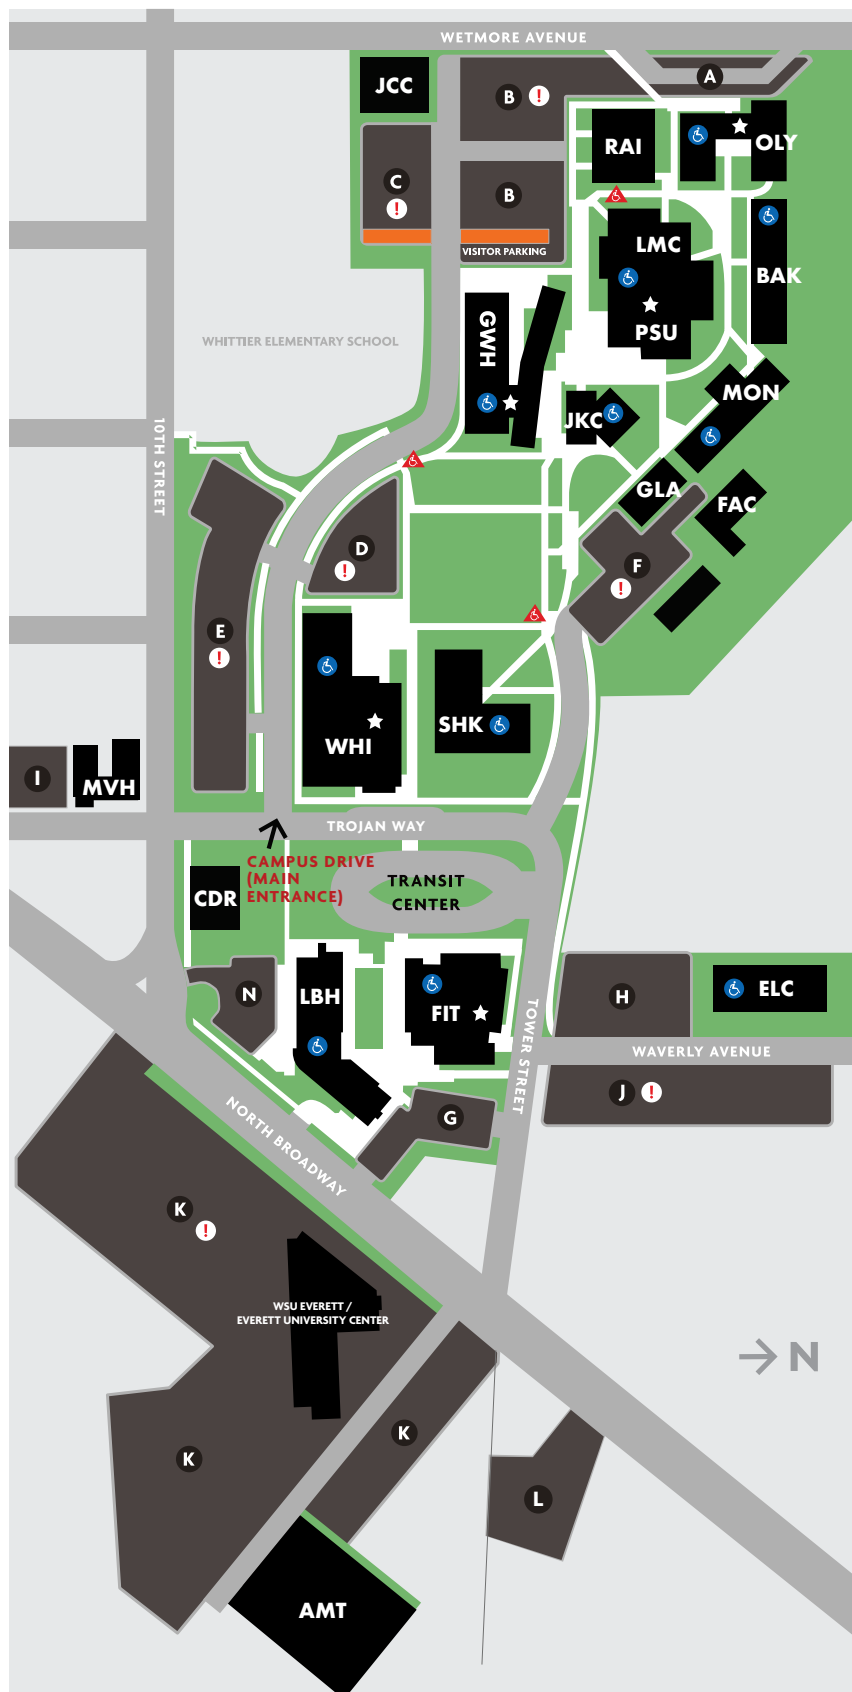 WETMORE AVENUE
A
JCC
B !
OLY
RAI
C
!
B
LMC
VISITOR PARKING
BAK
GWH
PSU
WHITTIER ELEMENTARY SCHOOL
MON
JKC
10TH STREET
GLA
FAC
D
!
F
!
E
!
SHK
WHI
I
MVH
TROJAN WAY
CAMPUS DRIVE
(MAIN
ENTRANCE)
TRANSIT
CENTER
CDR
N
LBH
FIT
H
ELC
TOWER STREET
WAVERLY AVENUE
J !
G
NORTH BROADWAY
K
!
WSU EVERETT /
EVERETT UNIVERSITY CENTER
N
K
K
L
AMT